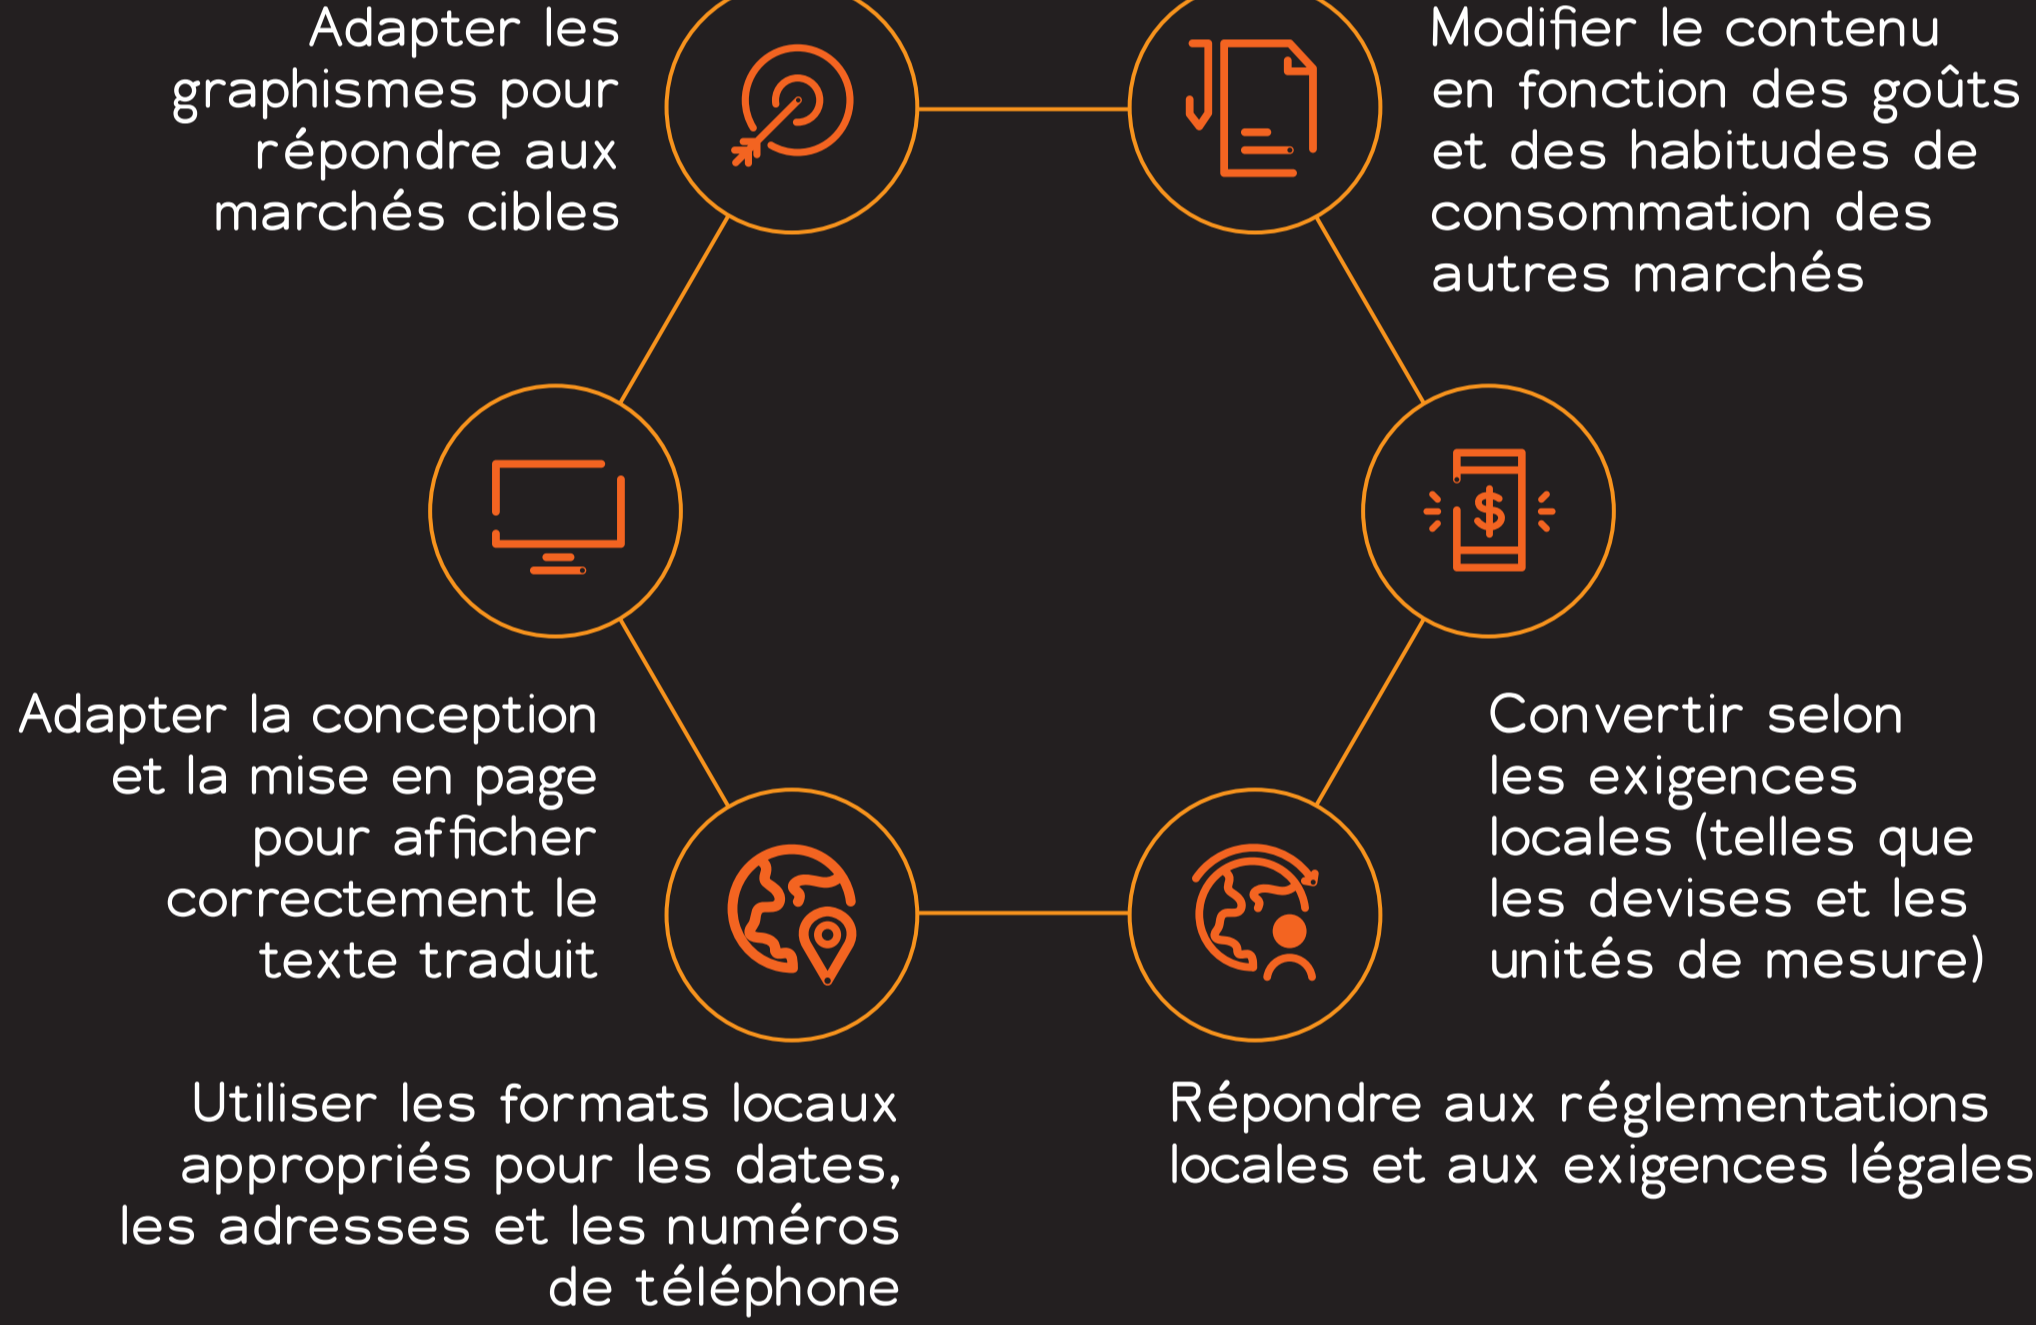 Adapter les
graphismes pour
répondre aux
marchés cibles
Modifier le contenu
en fonction des goûts
et des habitudes de
consommation des
autres marchés
Adapter la conception
et la mise en page
pour afficher
correctement le
texte traduit
Convertir selon
les exigences
locales (telles que
les devises et les
unités de mesure)
Utiliser les formats locaux
appropriés pour les dates,
les adresses et les numéros
de téléphone
Répondre aux réglementations
locales et aux exigences légales
$